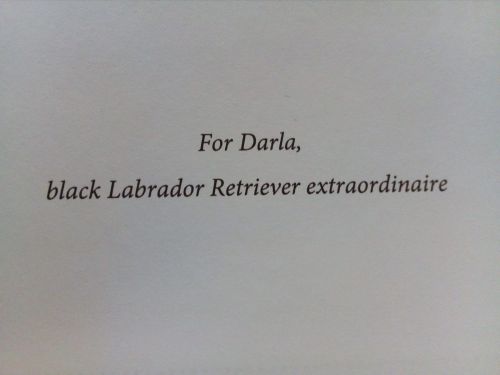 For Darla,
black Labrador Retriever extraordinaire